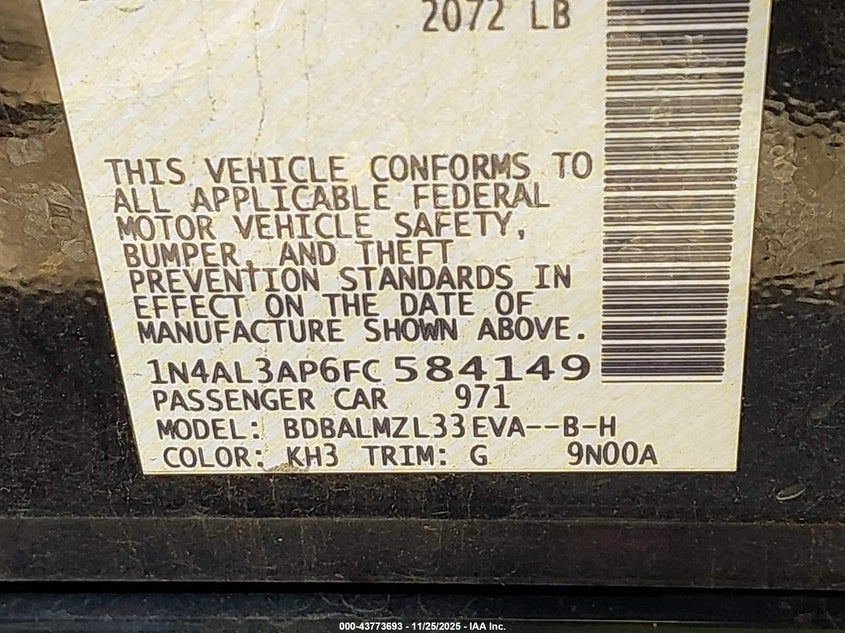 2072 LB
THIS VEHICLE CONFORMS TO
ALL APPLICABLE FEDERAL
MOTOR VEHICLE SAFETY,
BUMPER, AND THEFT
PREVENTION STANDARDS IN
EFFECT ON THE DATE OF
MANUFACTURE SHOWN ABOVE.
1N4AL3AP6FC584149
PASSENGER CAR 971
MODEL: BDBALMZL33EVA--B-H
COLOR: KH3 TRIM: G 9N00A
000-43773693 - 11/25/2025 - IAA Inc.